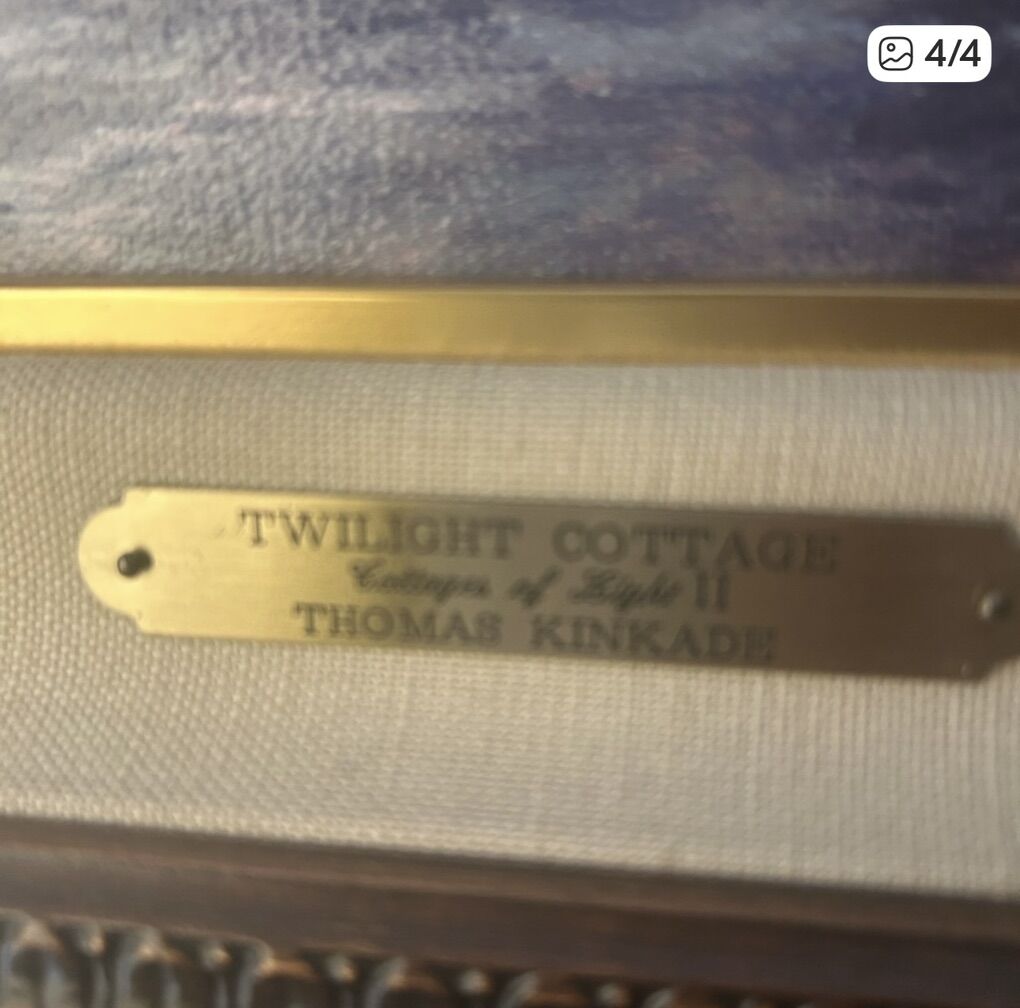 4/4
TWILIGHT COTTAGE
Cottages of Light II
THOMAS KINKADE